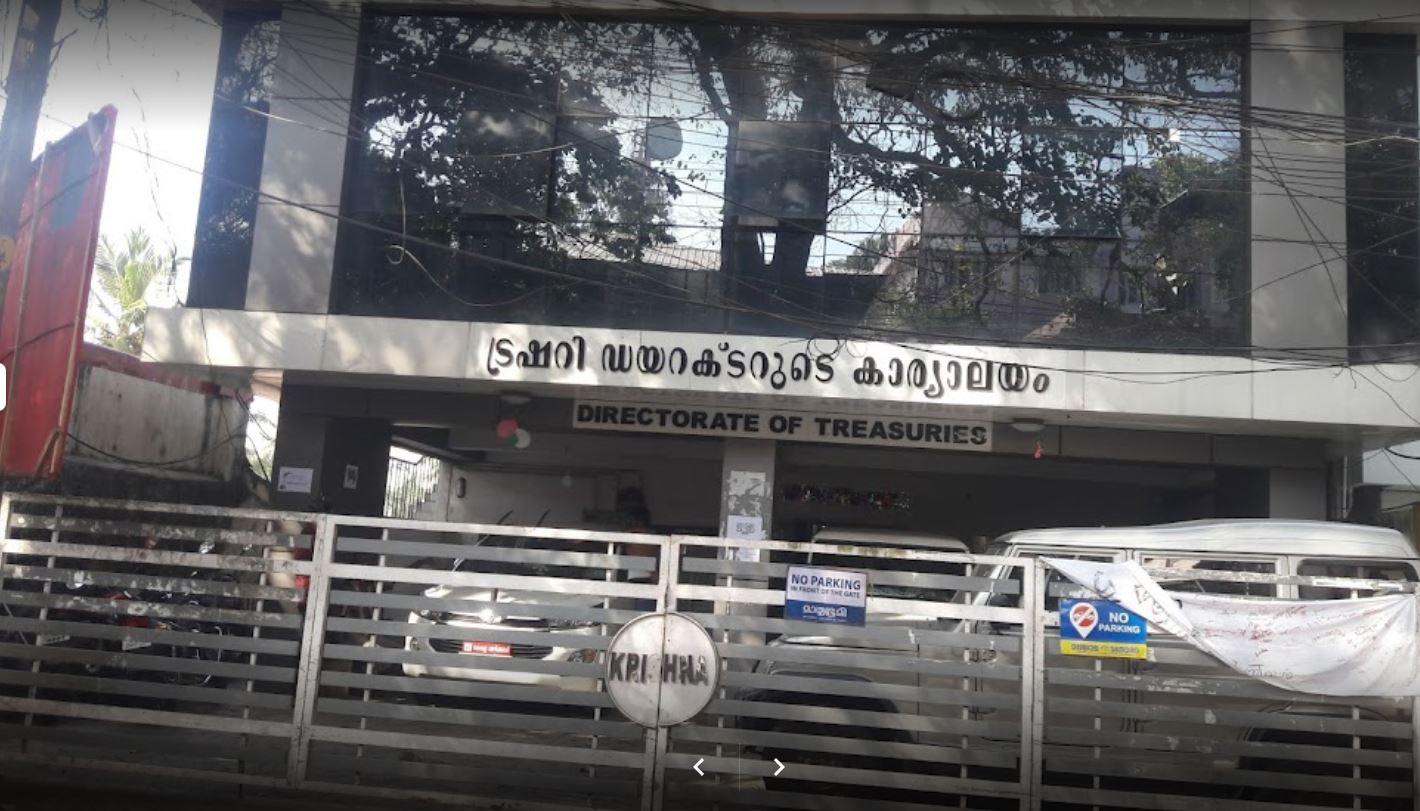 ട്രഷറി ഡയറക്ടറുടെ കാര്യാലയം
DIRECTORATE OF TREASURIES
NO PARKING
IN FRONT OF THE GATE
മാതൃഭൂമി
NO
PARKING
KRISHNA